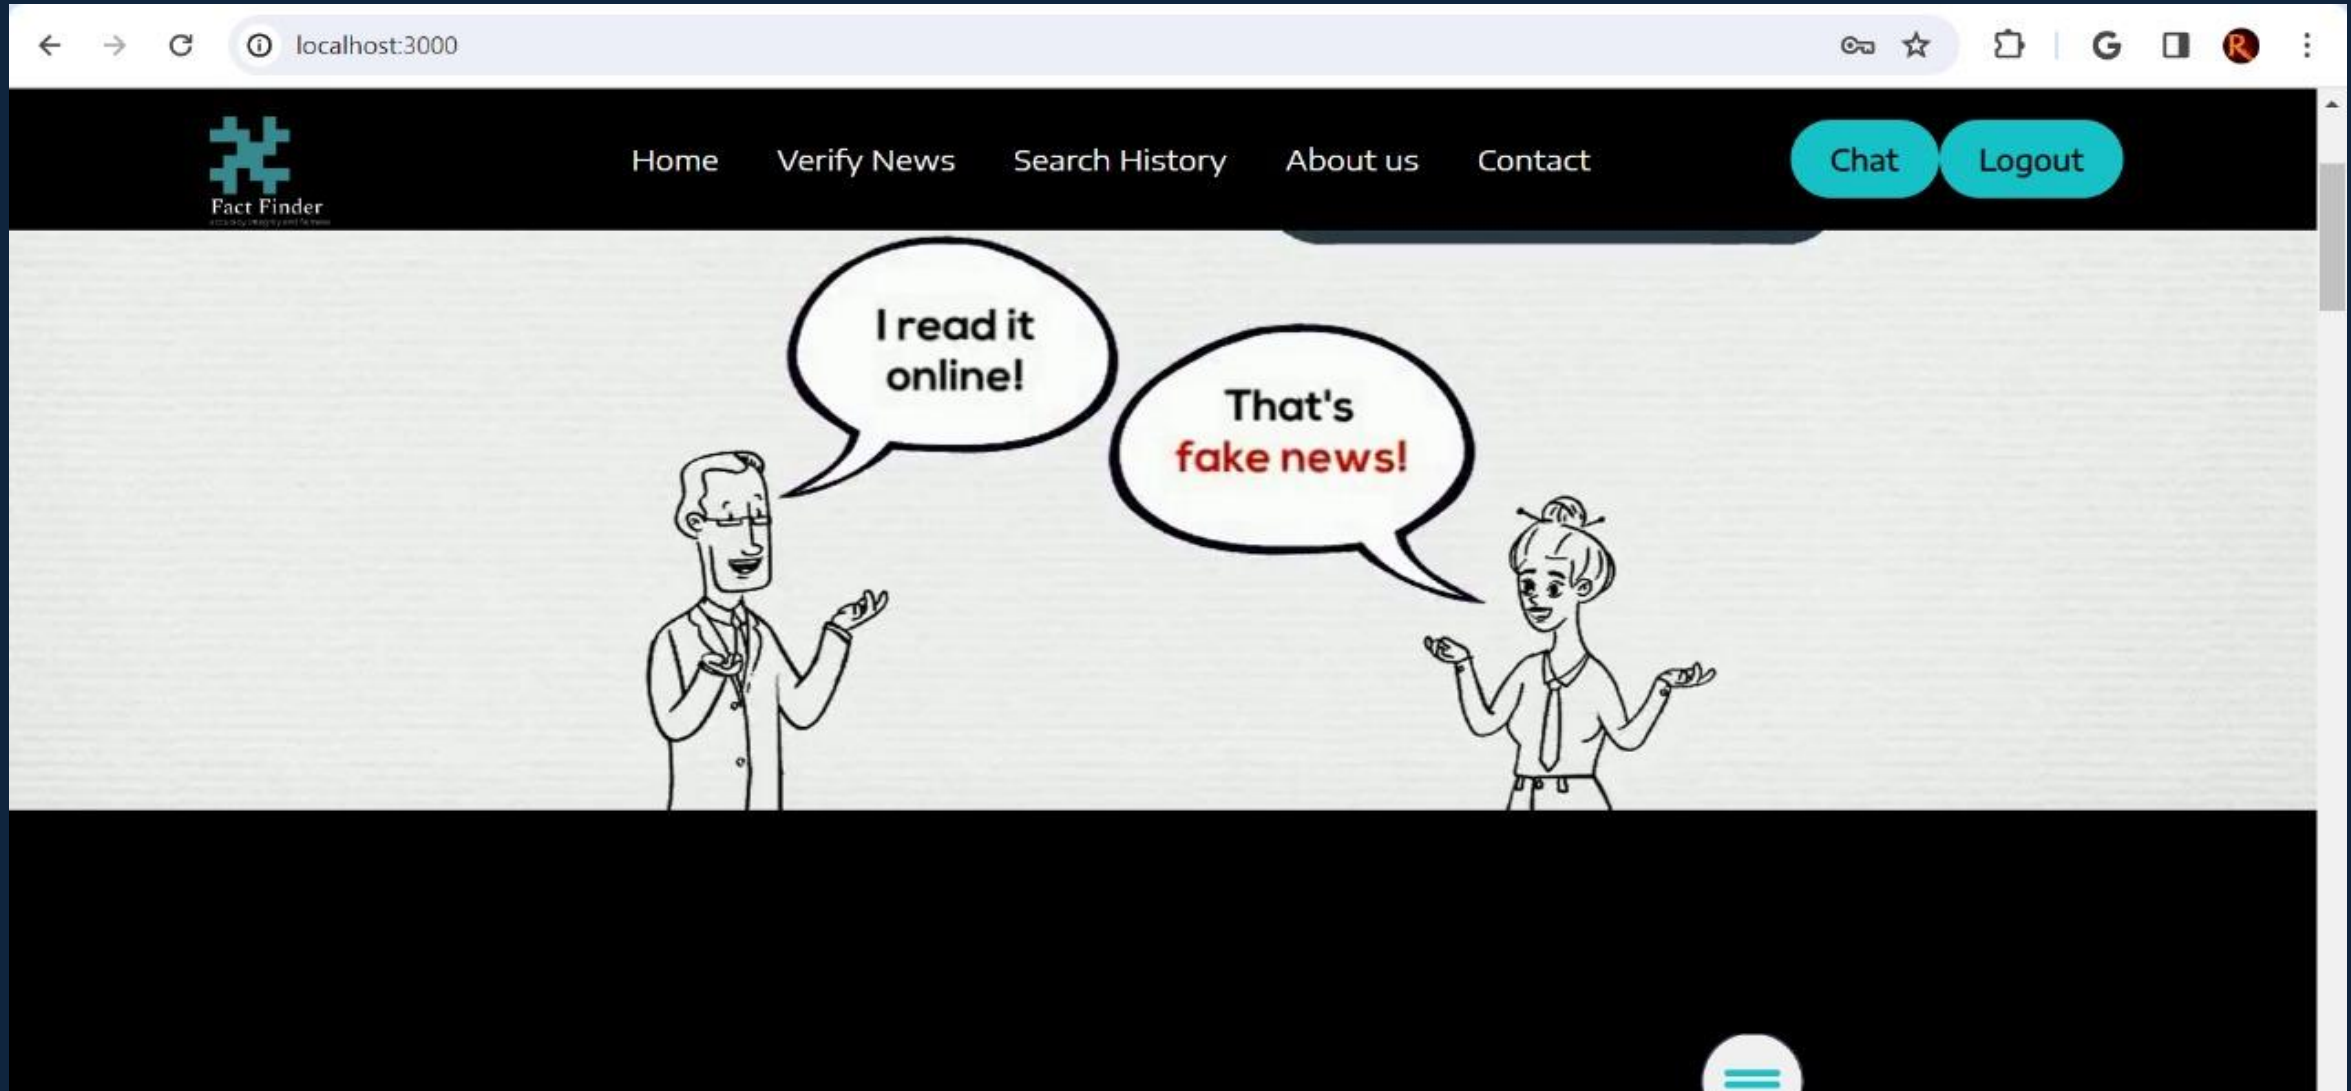 localhost:3000
Fact Finder
Home Verify News Search History About us Contact Chat Logout
I read it
online!
That's
fake news!